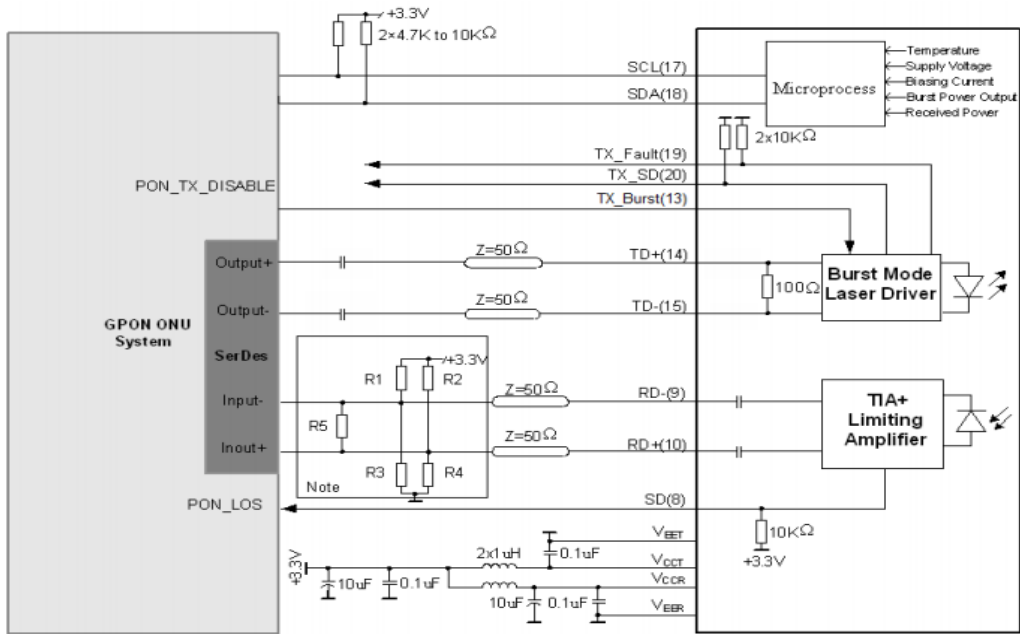 +3.3V
2×4.7K to 10KΩ
SCL(17)
SDA(18)
Microprocess
Temperature
Supply Voltage
Biasing Current
Burst Power Output
Received Power
2x10KΩ
TX_Fault(19)
TX_SD(20)
TX_Burst(13)
PON_TX_DISABLE
Output+
Z=50Ω
TD+(14)
100Ω
Burst Mode
Laser Driver
Output-
Z=50Ω
TD-(15)
GPON ONU
System
SerDes
+3.3V
R1
R2
Input-
Z=50Ω
RD-(9)
TIA+
Limiting
Amplifier
R5
Inout+
Z=50Ω
RD+(10)
R3
R4
Note
PON_LOS
SD(8)
10KΩ
+3.3V
VEET
2x1uH
0.1uF
VCCT
+3.3V
10uF
0.1uF
VCCR
10uF
0.1uF
VEER